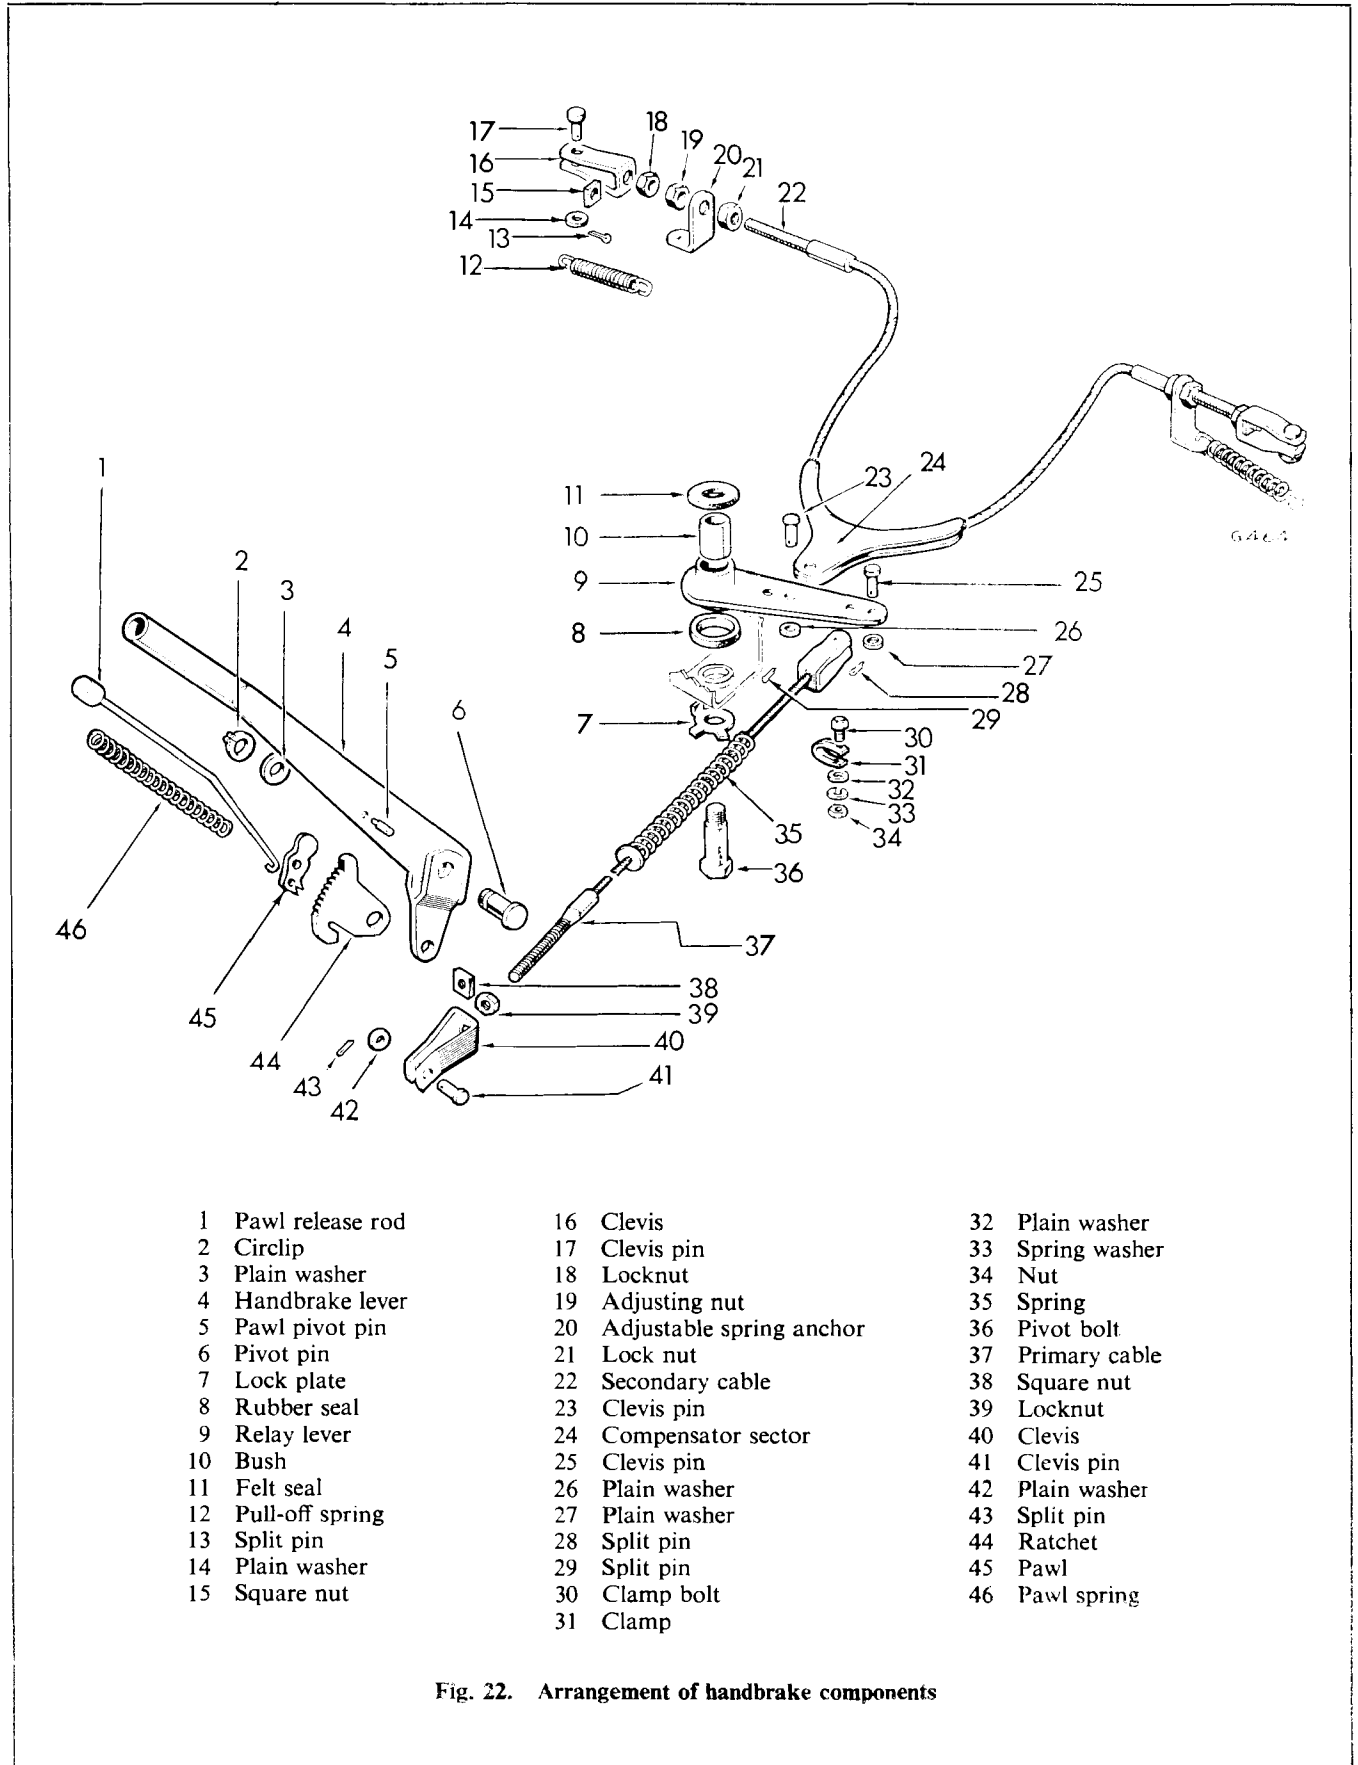 17
18
19
20
21
16
22
15
14
13
12
1
11
23
24
10
2
9
25
3
4
8
26
5
27
6
28
7
29
30
31
32
33
35
34
36
46
37
38
45
39
44
40
43
41
42
1 Pawl release rod
2 Circlip
3 Plain washer
4 Handbrake lever
5 Pawl pivot pin
6 Pivot pin
7 Lock plate
8 Rubber seal
9 Relay lever
10 Bush
11 Felt seal
12 Pull-off spring
13 Split pin
14 Plain washer
15 Square nut
16 Clevis
17 Clevis pin
18 Locknut
19 Adjusting nut
20 Adjustable spring anchor
21 Lock nut
22 Secondary cable
23 Clevis pin
24 Compensator sector
25 Clevis pin
26 Plain washer
27 Plain washer
28 Split pin
29 Split pin
30 Clamp bolt
31 Clamp
32 Plain washer
33 Spring washer
34 Nut
35 Spring
36 Pivot bolt
37 Primary cable
38 Square nut
39 Locknut
40 Clevis
41 Clevis pin
42 Plain washer
43 Split pin
44 Ratchet
45 Pawl
46 Pawl spring
Fig. 22. Arrangement of handbrake components